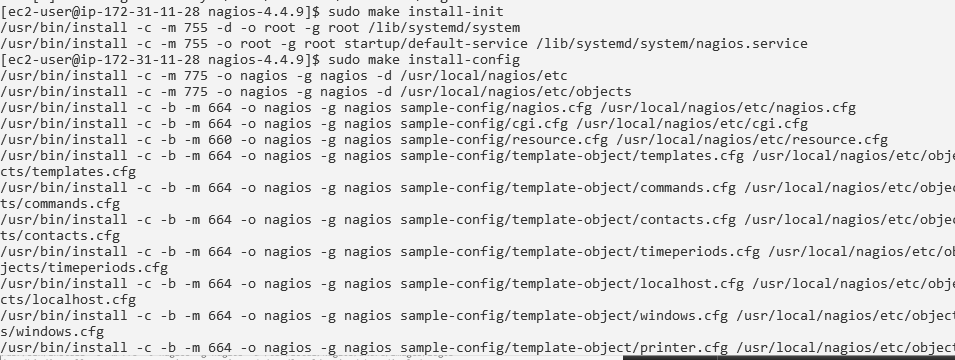 [ec2-user@ip-172-31-11-28 nagios-4.4.9]$ sudo make install-init
/usr/bin/install -c -m 755 -d -o root -g root /lib/systemd/system
/usr/bin/install -c -m 755 -o root -g root startup/default-service /lib/systemd/system/nagios.service
[ec2-user@ip-172-31-11-28 nagios-4.4.9]$ sudo make install-config
/usr/bin/install -c -m 775 -o nagios -g nagios -d /usr/local/nagios/etc
/usr/bin/install -c -m 775 -o nagios -g nagios -d /usr/local/nagios/etc/objects
/usr/bin/install -c -b -m 664 -o nagios -g nagios sample-config/nagios.cfg /usr/local/nagios/etc/nagios.cfg
/usr/bin/install -c -b -m 664 -o nagios -g nagios sample-config/cgi.cfg /usr/local/nagios/etc/cgi.cfg
/usr/bin/install -c -b -m 660 -o nagios -g nagios sample-config/resource.cfg /usr/local/nagios/etc/resource.cfg
/usr/bin/install -c -b -m 664 -o nagios -g nagios sample-config/template-object/templates.cfg /usr/local/nagios/etc/obje
cts/templates.cfg
/usr/bin/install -c -b -m 664 -o nagios -g nagios sample-config/template-object/commands.cfg /usr/local/nagios/etc/objec
ts/commands.cfg
/usr/bin/install -c -b -m 664 -o nagios -g nagios sample-config/template-object/contacts.cfg /usr/local/nagios/etc/objec
ts/contacts.cfg
/usr/bin/install -c -b -m 664 -o nagios -g nagios sample-config/template-object/timeperiods.cfg /usr/local/nagios/etc/ob
jects/timeperiods.cfg
/usr/bin/install -c -b -m 664 -o nagios -g nagios sample-config/template-object/localhost.cfg /usr/local/nagios/etc/obje
cts/localhost.cfg
/usr/bin/install -c -b -m 664 -o nagios -g nagios sample-config/template-object/windows.cfg /usr/local/nagios/etc/object
s/windows.cfg
/usr/bin/install -c -b -m 664 -o nagios -g nagios sample-config/template-object/printer.cfg /usr/local/nagios/etc/object